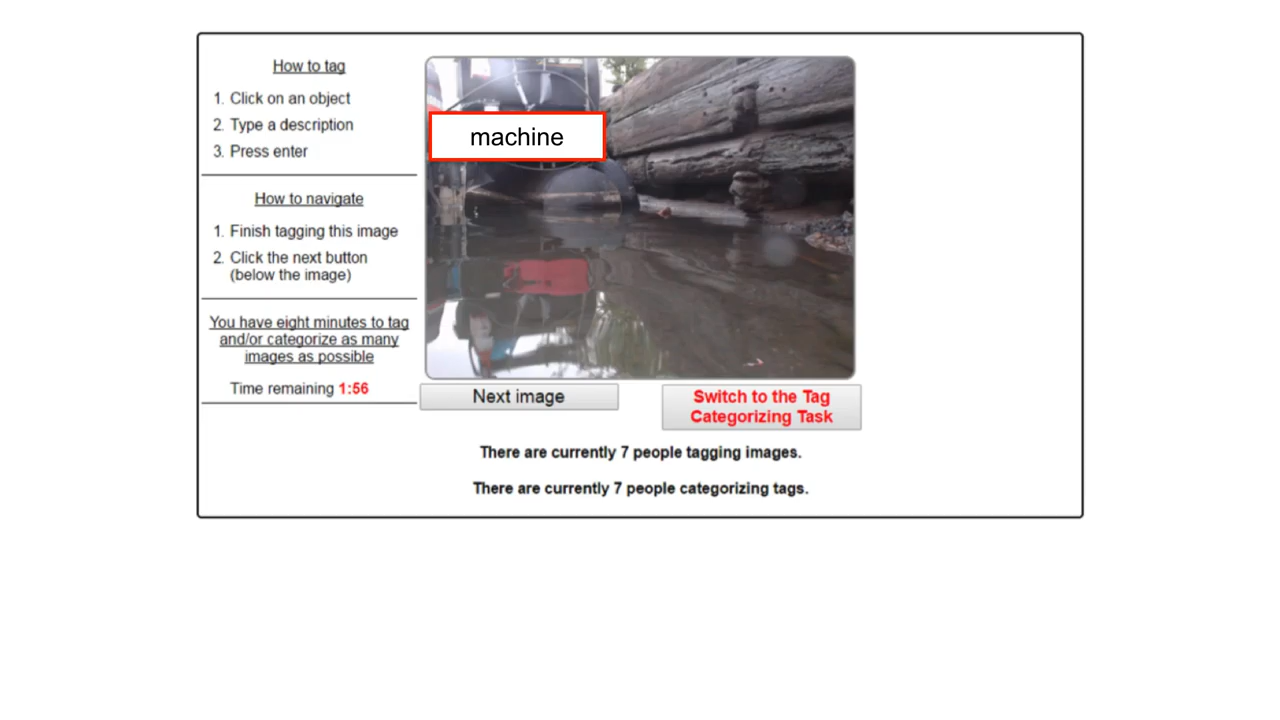 How to tag
1. Click on an object
2. Type a description
3. Press enter
How to navigate
1. Finish tagging this image
2. Click the next button
(below the image)
You have eight minutes to tag
and/or categorize as many
images as possible
Time remaining 1:56
machine
Next image
Switch to the Tag
Categorizing Task
There are currently 7 people tagging images.
There are currently 7 people categorizing tags.